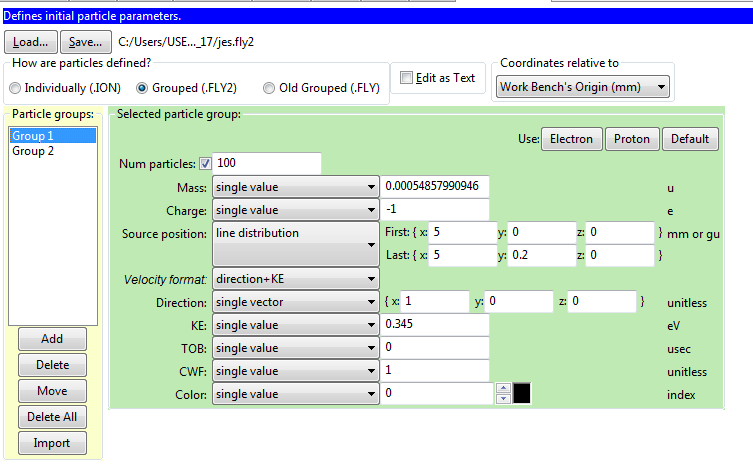 Defines initial particle parameters.
Load... Save... C:/Users/USE..._17/jes.fly2
How are particles defined?
Individually (.ION) Grouped (.FLY2) Old Grouped (.FLY)
Edit as Text
Coordinates relative to
Work Bench's Origin (mm)
Particle groups:
Group 1
Group 2
Add
Delete
Move
Delete All
Import
Selected particle group:
Use: Electron Proton Default
Num particles: 100
Mass: single value 0.00054857990946 u
Charge: single value -1 e
Source position: line distribution First: { x: 5 y: 0 z: 0 } mm or gu
Last: { x: 5 y: 0.2 z: 0 }
Velocity format: direction+KE
Direction: single vector { x: 1 y: 0 z: 0 } unitless
KE: single value 0.345 eV
TOB: single value 0 usec
CWF: single value 1 unitless
Color: single value 0 index